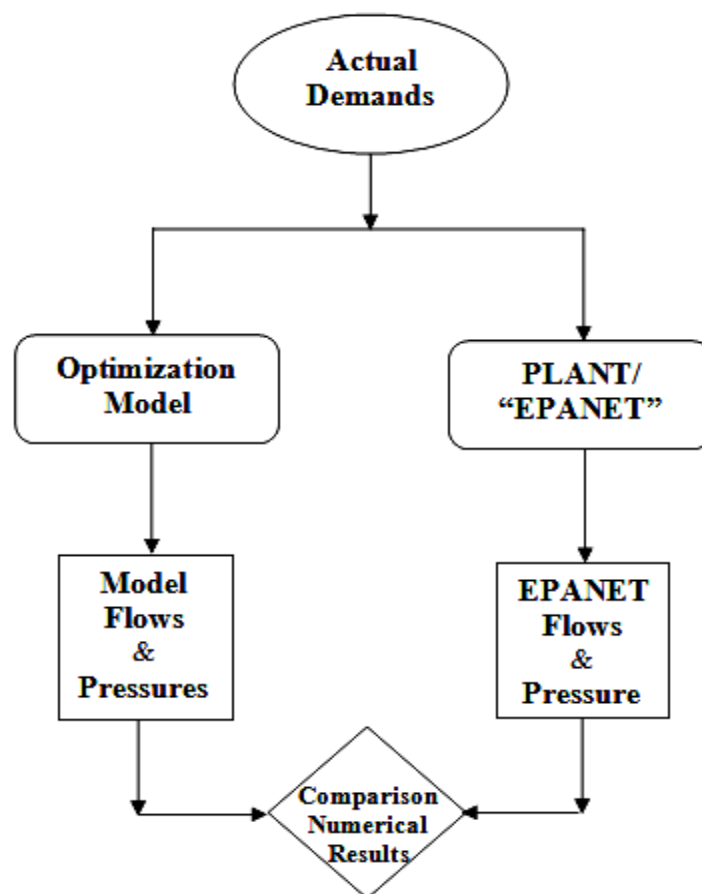 Actual
Demands
Optimization
Model
PLANT/
“EPANET”
Model
Flows
&
Pressures
EPANET
Flows
&
Pressure
Comparison
Numerical
Results